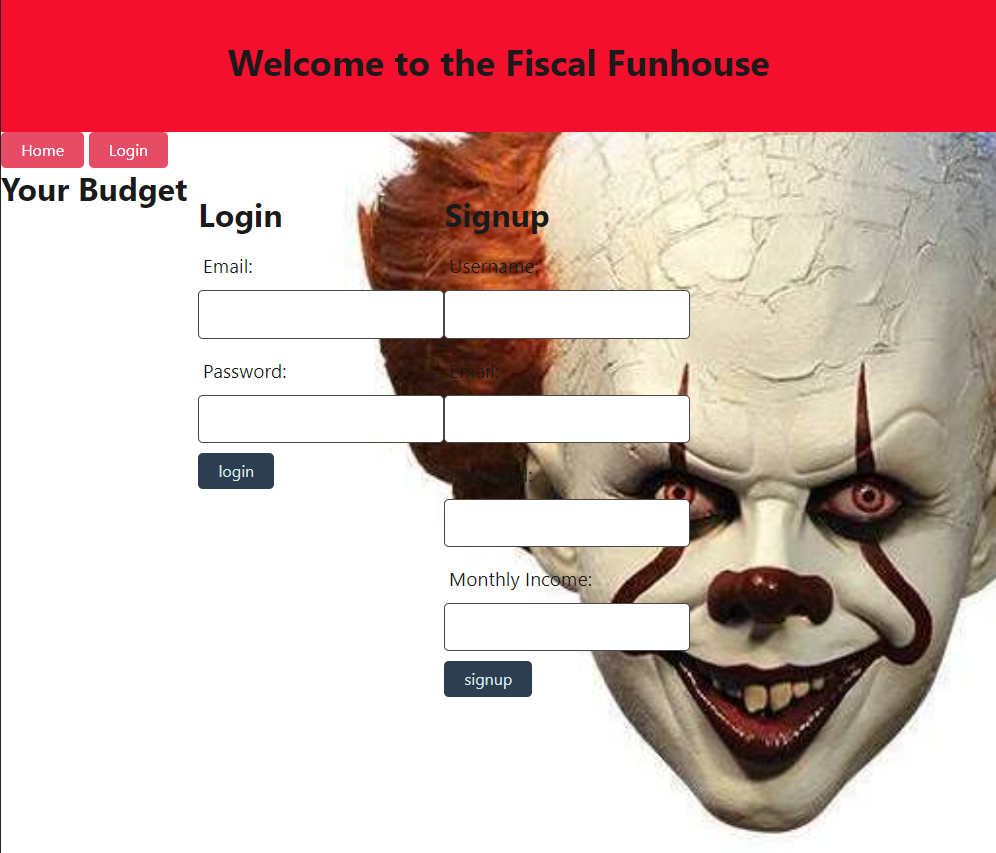 Welcome to the Fiscal Funhouse
Home Login
Your Budget
Login
Email:
Password:
login
Signup
Username:
Email:
Monthly Income:
signup